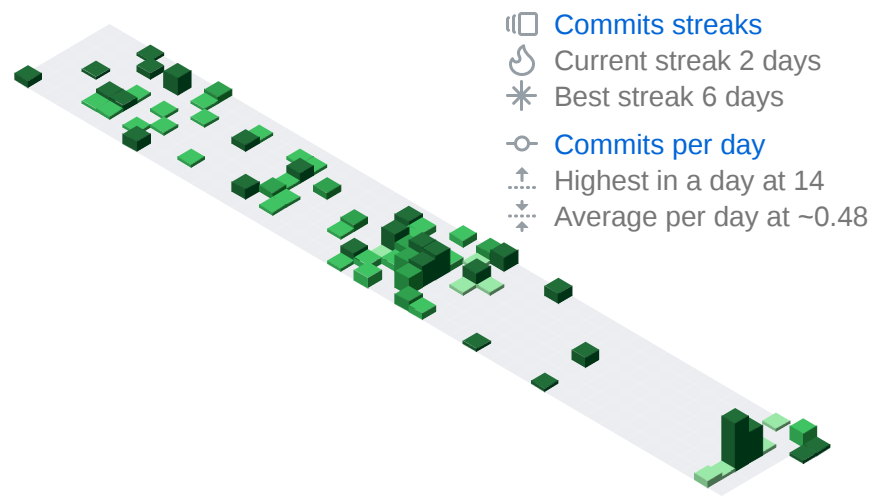 Commits streaks
Current streak 2 days
Best streak 6 days
Commits per day
Highest in a day at 14
Average per day at ~0.48